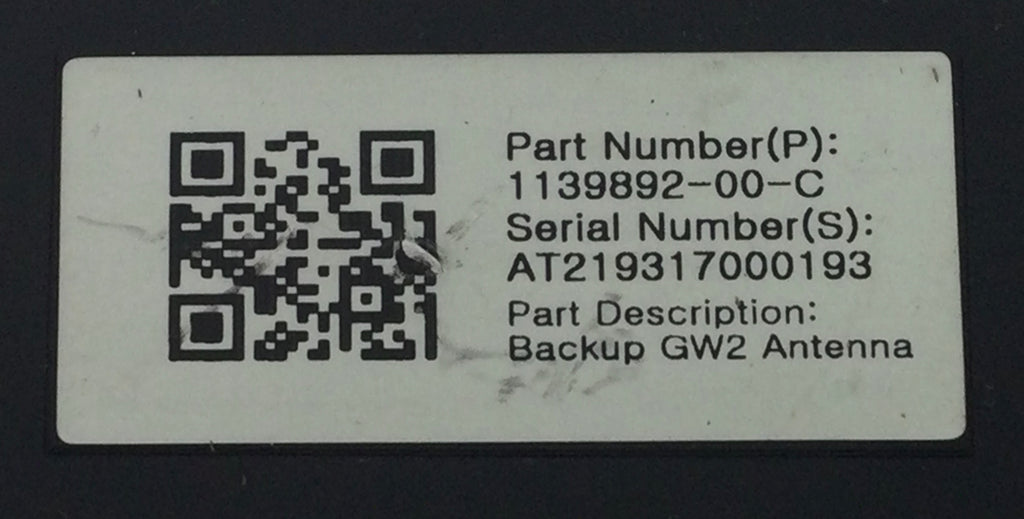 Part Number(P):
1139892-00-C
Serial Number(S):
AT219317000193
Part Description:
Backup GW2 Antenna